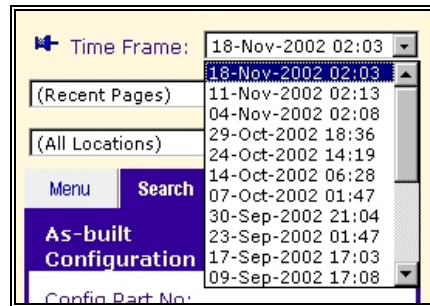 Time Frame: 18-Nov-2002 02:03
18-Nov-2002 02:03
(Recent Pages) 11-Nov-2002 02:13
04-Nov-2002 02:08
(All Locations) 29-Oct-2002 18:36
24-Oct-2002 14:19
14-Oct-2002 06:28
Menu Search 07-Oct-2002 01:47
30-Sep-2002 21:04
As-built 23-Sep-2002 01:47
Configuration 17-Sep-2002 17:03
09-Sep-2002 17:08
Config Part No: